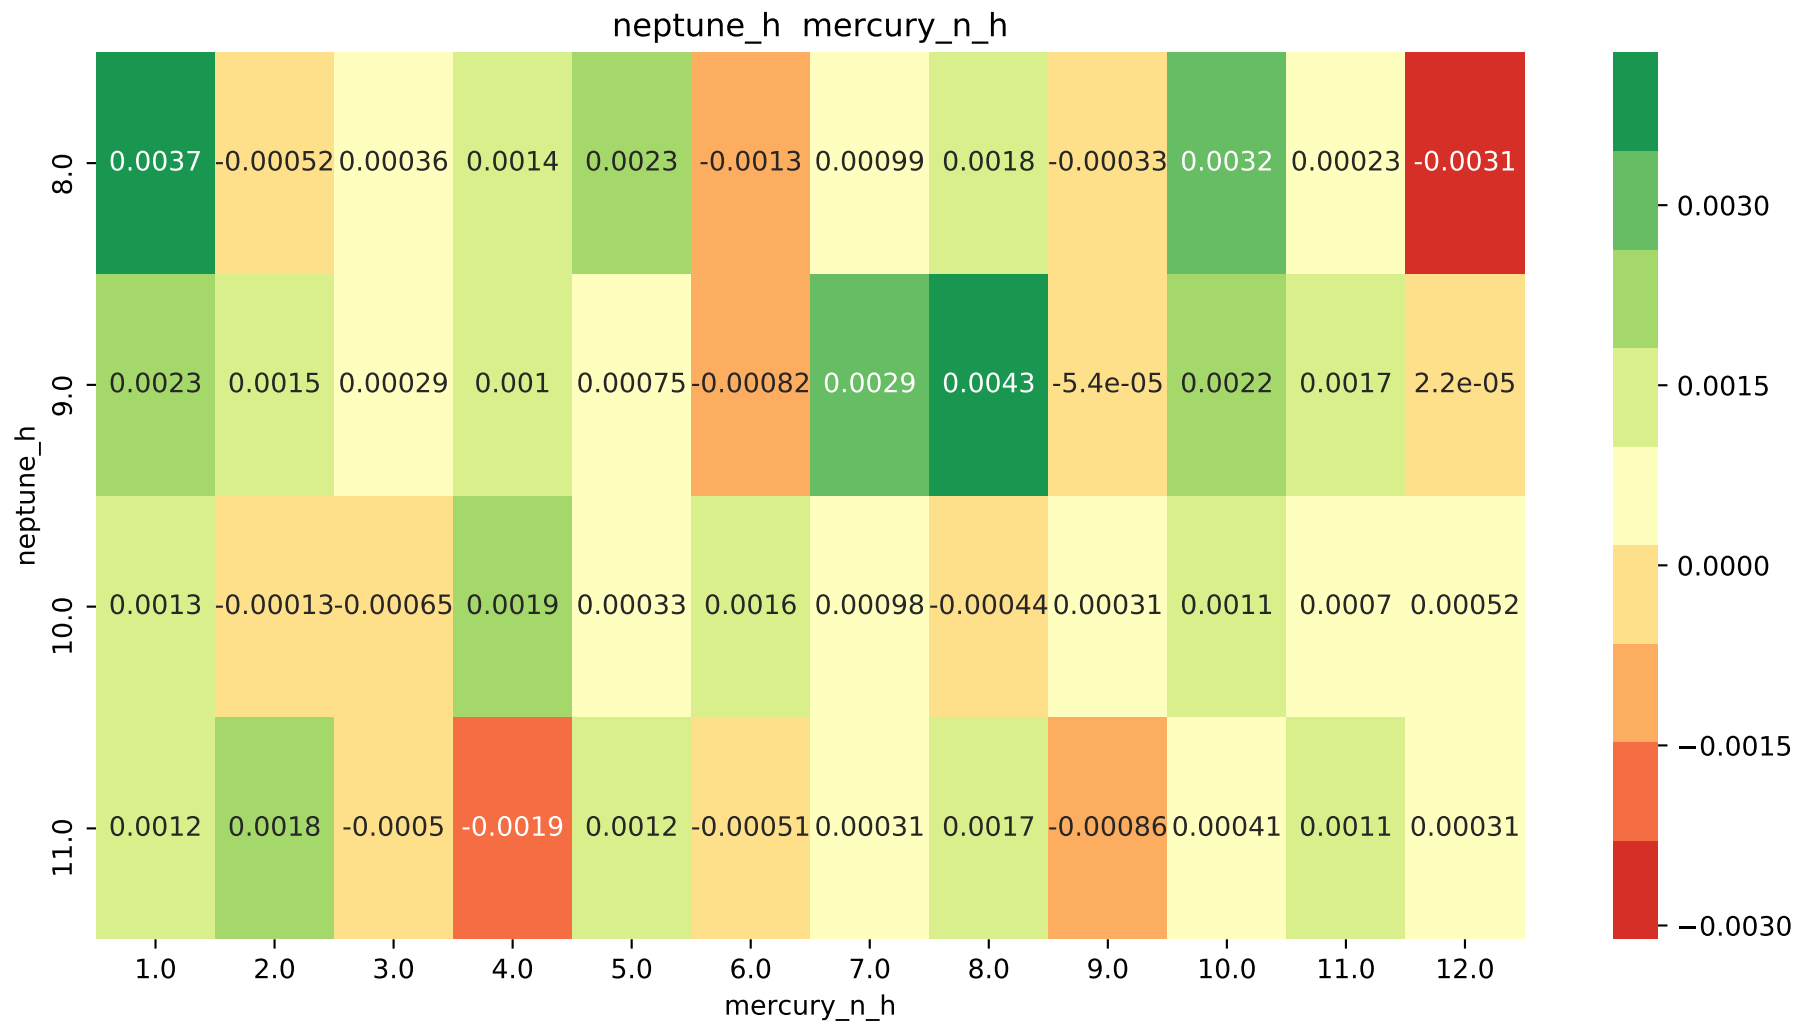 neptune_h  mercury_n_h
0.0037 -0.00052 0.00036 0.0014 0.0023 -0.0013 0.00099 0.0018 -0.00033 0.0032 0.00023 -0.0031
0.0023 0.0015 0.00029 0.001 0.00075 -0.00082 0.0029 0.0043 -5.4e-05 0.0022 0.0017 2.2e-05
0.0013 -0.00013 -0.00065 0.0019 0.00033 0.0016 0.00098 -0.00044 0.00031 0.0011 0.0007 0.00052
0.0012 0.0018 -0.0005 -0.0019 0.0012 -0.00051 0.00031 0.0017 -0.00086 0.00041 0.0011 0.00031
8.0
9.0
10.0
11.0
neptune_h
1.0 2.0 3.0 4.0 5.0 6.0 7.0 8.0 9.0 10.0 11.0 12.0
mercury_n_h
0.0030
0.0015
0.0000
−0.0015
−0.0030